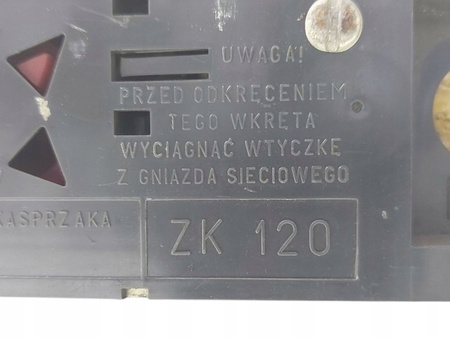 UWAGA!
PRZED ODKRĘCENIEM
TEGO WKRĘTA
WYCIĄGNĄĆ WTYCZKĘ
Z GNIAZDA SIECIOWEGO
KASPRZAKA
ZK 120